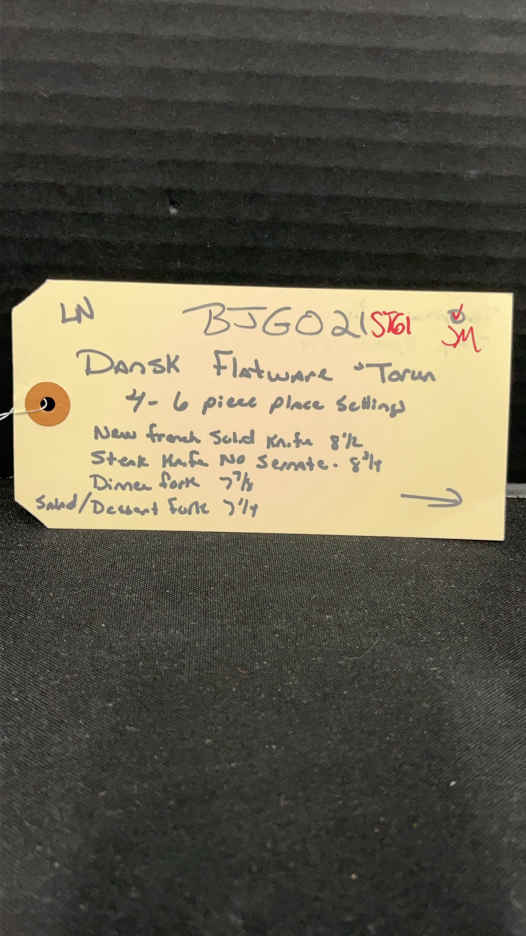 LN
BJG021 ST61 JM
Dansk Flatware "Torun
4-6 piece place settings
New french Solid Knife 8 1/2
Steak Knife No Serrate. 8 3/4
Dinner fork 7 7/8
Salad/Dessert Fork 7 1/4